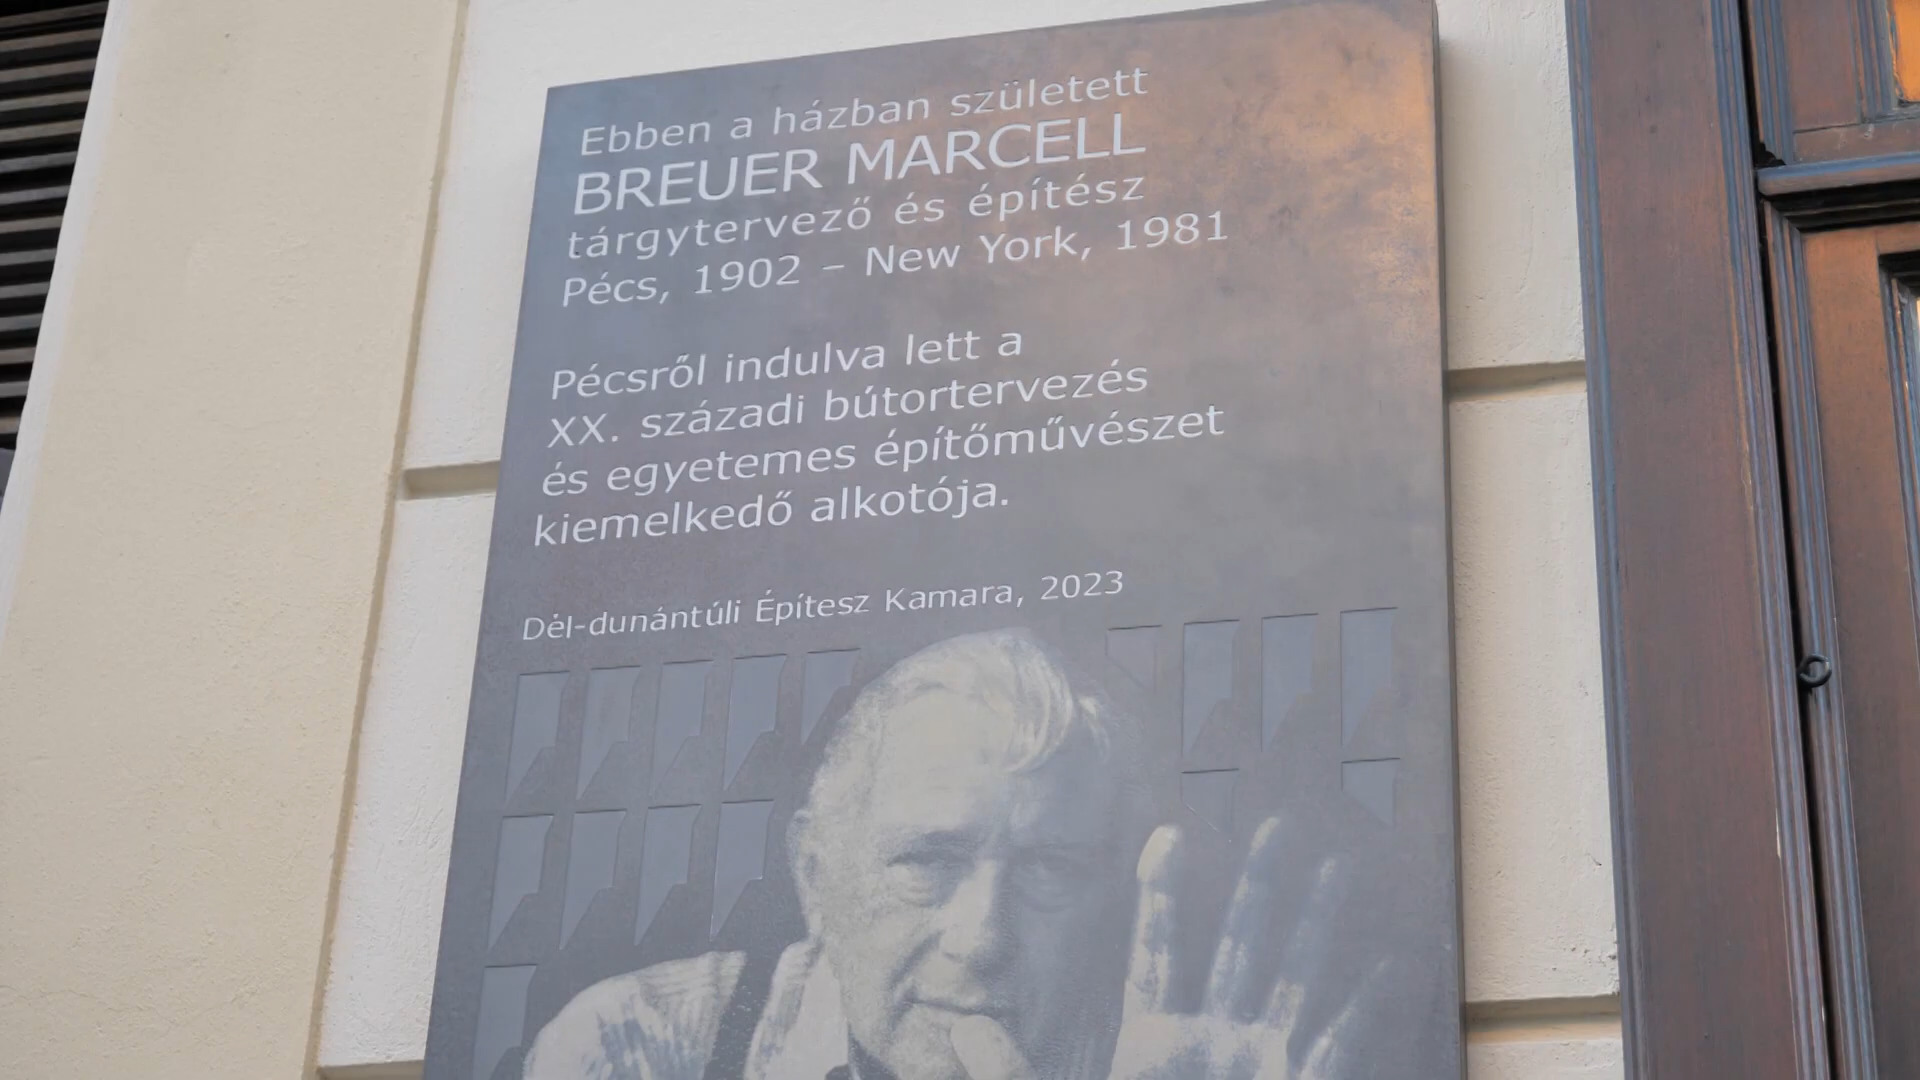 Ebben a házban született
BREUER MARCELL
tárgytervező és építész
Pécs, 1902 – New York, 1981
Pécsről indulva lett a
XX. századi bútortervezés
és egyetemes építőművészet
kiemelkedő alkotója.
Dél-dunántúli Építesz Kamara, 2023